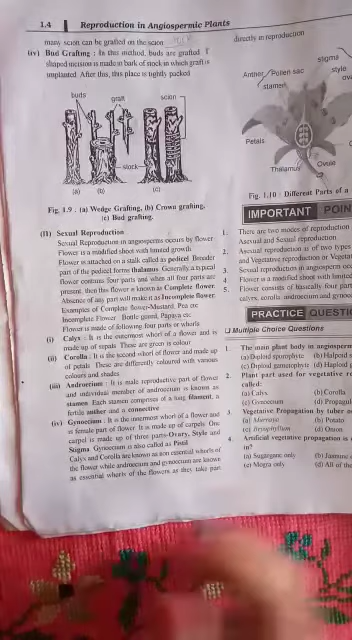 1.4 Reproduction in Angiospermic Plants
many scion can be grafted on the scion
(iv) Bud Grafting : In this method, buds are grafted. T
shaped incision is made in bark of stock in which graft is
implanted. After this, this place is tightly packed
buds
graft
scion
stock
(a) (b) (c)
Fig. 1.9 : (a) Wedge Grafting, (b) Crown grafting,
(c) Bud grafting.
(II) Sexual Reproduction
Sexual Reproduction in angiosperms occurs by flower.
Flower is a modified shoot with limited growth.
Flower is attached on a stalk called as pedicel. Broader
part of the pedicel forms thalamus. Generally, a typical
flower contains four parts and when all four parts are
present, then this flower is known as Complete flower.
Absence of any part will make it as Incomplete flower.
Examples of Complete flower-Mustard, Pea etc.
Incomplete Flower : Bottle gourd, Papaya etc.
Flower is made of following four parts or whorls
(i) Calyx : It is the outermost whorl of a flower and is
made up of sepals. These are green in colour
(ii) Corolla : It is the second whorl of flower and made up
of petals. These are differently coloured with various
colours and shades.
(iii) Androecium : It is male reproductive part of flower
and individual member of androecium is known as
stamen. Each stamen comprises of a long filament, a
fertile anther and a connective
(iv) Gynoecium : It is the innermost whorl of a flower and
is female part of flower. It is made up of carpels. One
carpel is made up of three parts-Ovary, Style and
Stigma. Gynoecium is also called as Pistil.
Calyx and Corolla are known as non essential whorls of
the flower while androecium and gynoecium are known
as essential whorls of the flowers as they take part
directly in reproduction
stigma
Anther Pollen sac style
stamen
Petals
Thalamus Ovule
Fig. 1.10 : Different Parts of a
IMPORTANT POIN
1. There are two modes of reproduction
Asexual and Sexual reproduction.
2. Asexual reproduction is of two types
and Vegetative reproduction or Vegetat
3. Sexual reproduction in angiosperms occ
4. Flower is a modified shoot with limited
5. Flower consists of basically four part
calyx, corolla, androecium and gynoe
PRACTICE QUESTI
Multiple Choice Questions
1. The main plant body in angiosperm
(a) Diploid sporophyte (b) Halpoid s
(c) Diploid gametophyte (d) Haploid g
2. Plant part used for vegetative re
called:
(a) Calyx (b) Corolla
(c) Gynoecium (d) Propagul
3. Vegetative Propagation by tuber o
(a) (b) Potato
(c) Bryophyllum (d) Onion
4. Artificial vegetative propagation is
in?
(a) Sugarcane only (b) Jasmine
(c) Mogra only (d) All of the